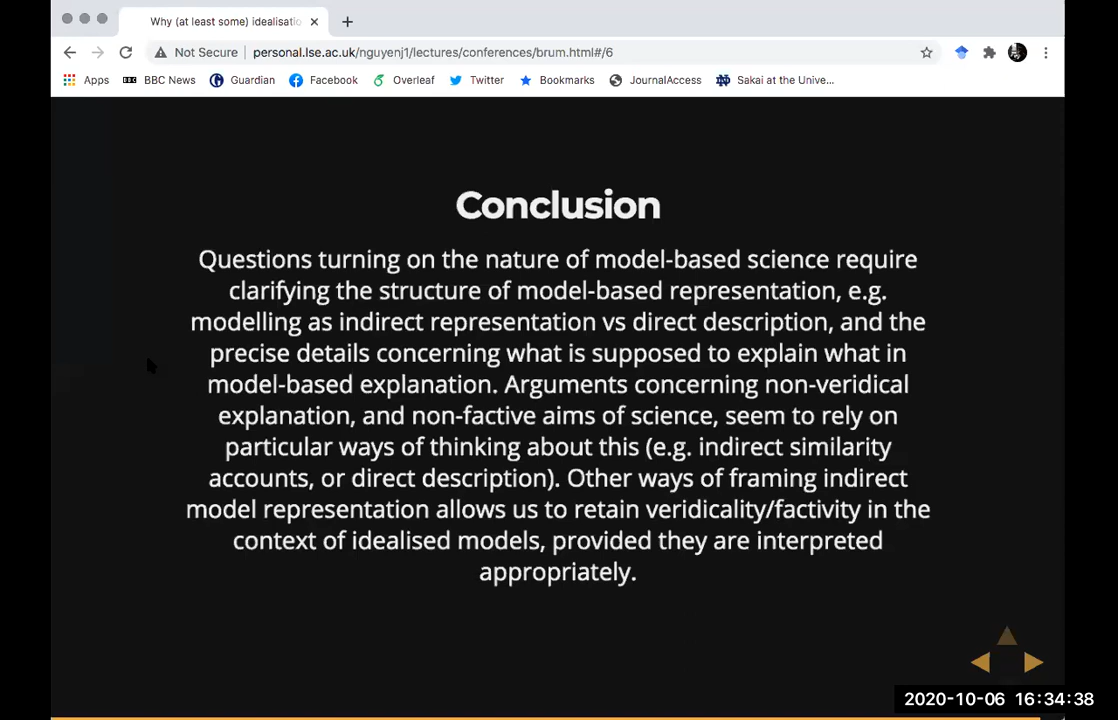 Why (at least some) idealisatio
Not Secure personal.lse.ac.uk/nguyenj1/lectures/conferences/brum.html#/6
Apps BBC BBC News Guardian Facebook Overleaf Twitter Bookmarks JournalAccess Sakai at the Unive...
Conclusion
Questions turning on the nature of model-based science require
clarifying the structure of model-based representation, e.g.
modelling as indirect representation vs direct description, and the
precise details concerning what is supposed to explain what in
model-based explanation. Arguments concerning non-veridical
explanation, and non-factive aims of science, seem to rely on
particular ways of thinking about this (e.g. indirect similarity
accounts, or direct description). Other ways of framing indirect
model representation allows us to retain veridicality/factivity in the
context of idealised models, provided they are interpreted
appropriately.
2020-10-06 16:34:38